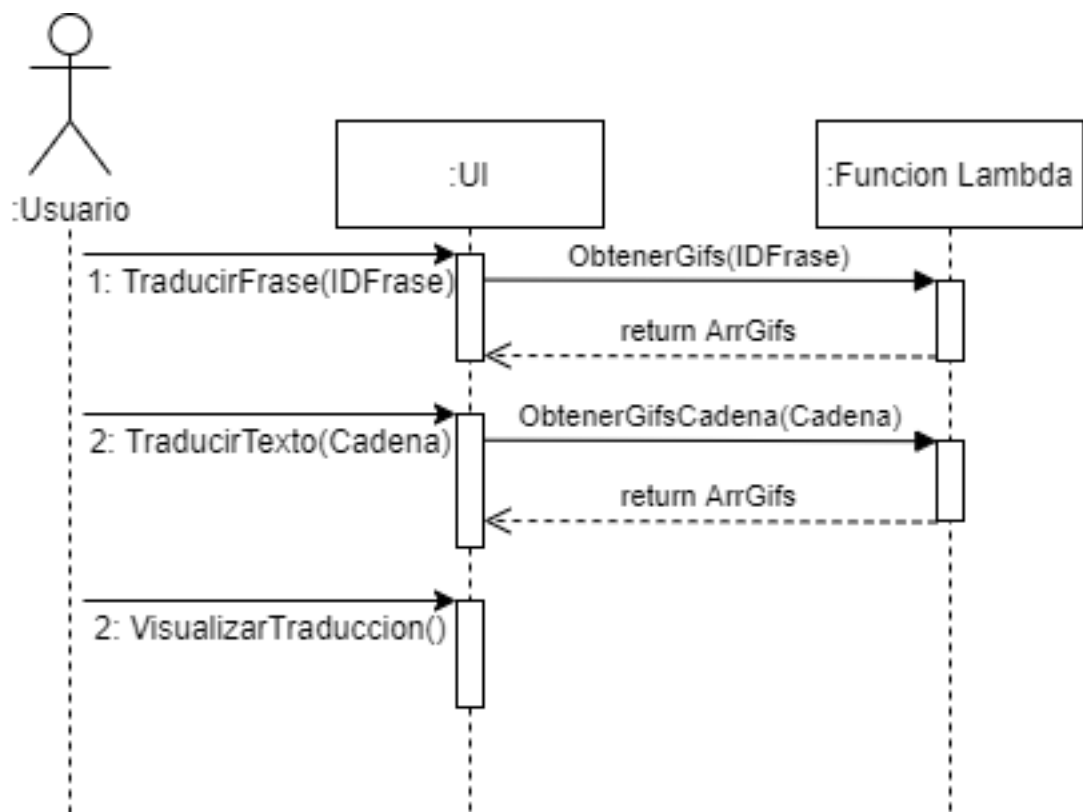 :Usuario
:UI
:Funcion Lambda
1: TraducirFrase(IDFrase)
ObtenerGifs(IDFrase)
return ArrGifs
2: TraducirTexto(Cadena)
ObtenerGifsCadena(Cadena)
return ArrGifs
2: VisualizarTraduccion()